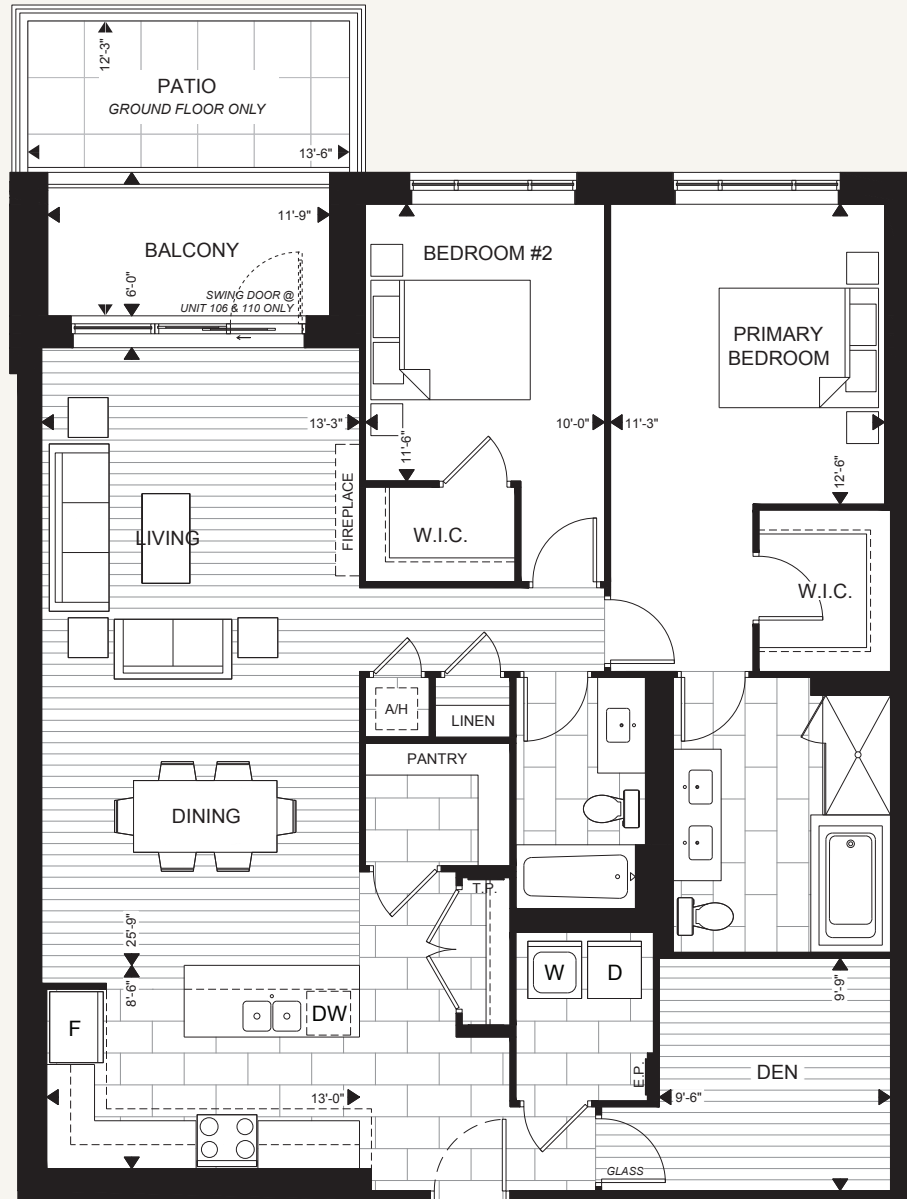 12'-3"
PATIO
GROUND FLOOR ONLY
13'-6"
11'-9"
BALCONY
6'-0"
SWING DOOR @
UNIT 106 & 110 ONLY
BEDROOM #2
PRIMARY
BEDROOM
13'-3"
11'-6"
10'-0"
11'-3"
12'-6"
FIREPLACE
LIVING
W.I.C.
W.I.C.
A/H
LINEN
PANTRY
DINING
T.P.
25'-9"
8'-6"
W
D
9'-9"
F
DW
E.P.
DEN
13'-0"
9'-6"
GLASS